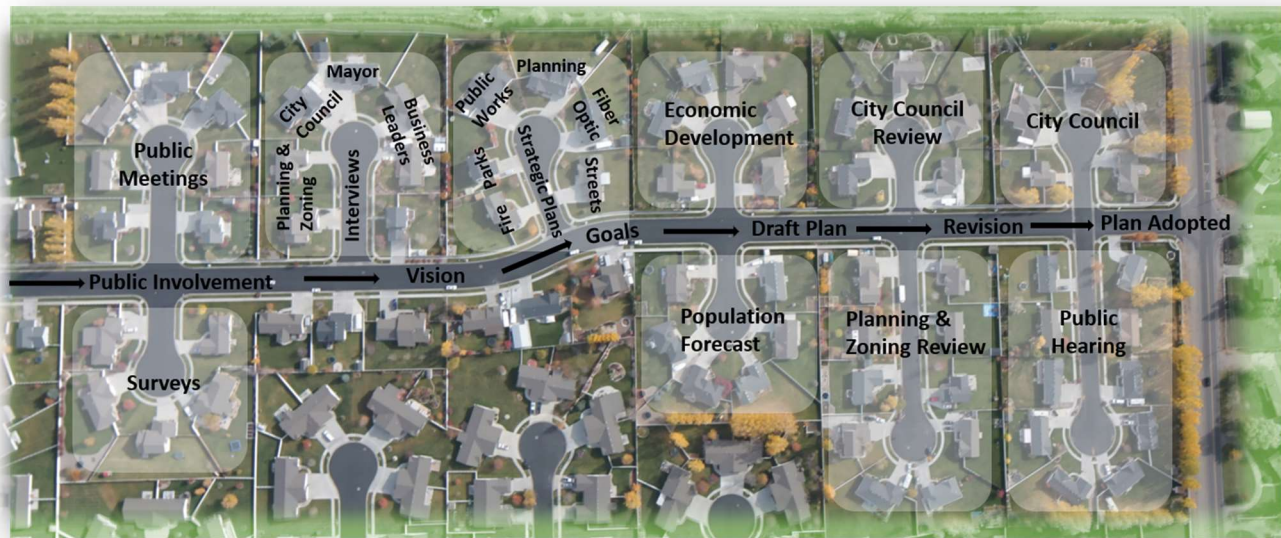 Public
Meetings
City
Council
Mayor
Business
Leaders
Planning &
Zoning
Interviews
Public
Works
Planning
Fiber
Optic
Parks
Fire
Strategic Plans
Streets
Economic
Development
City Council
Review
City Council
Public Involvement
Vision
Goals
Draft Plan
Revision
Plan Adopted
Surveys
Population
Forecast
Planning &
Zoning Review
Public
Hearing